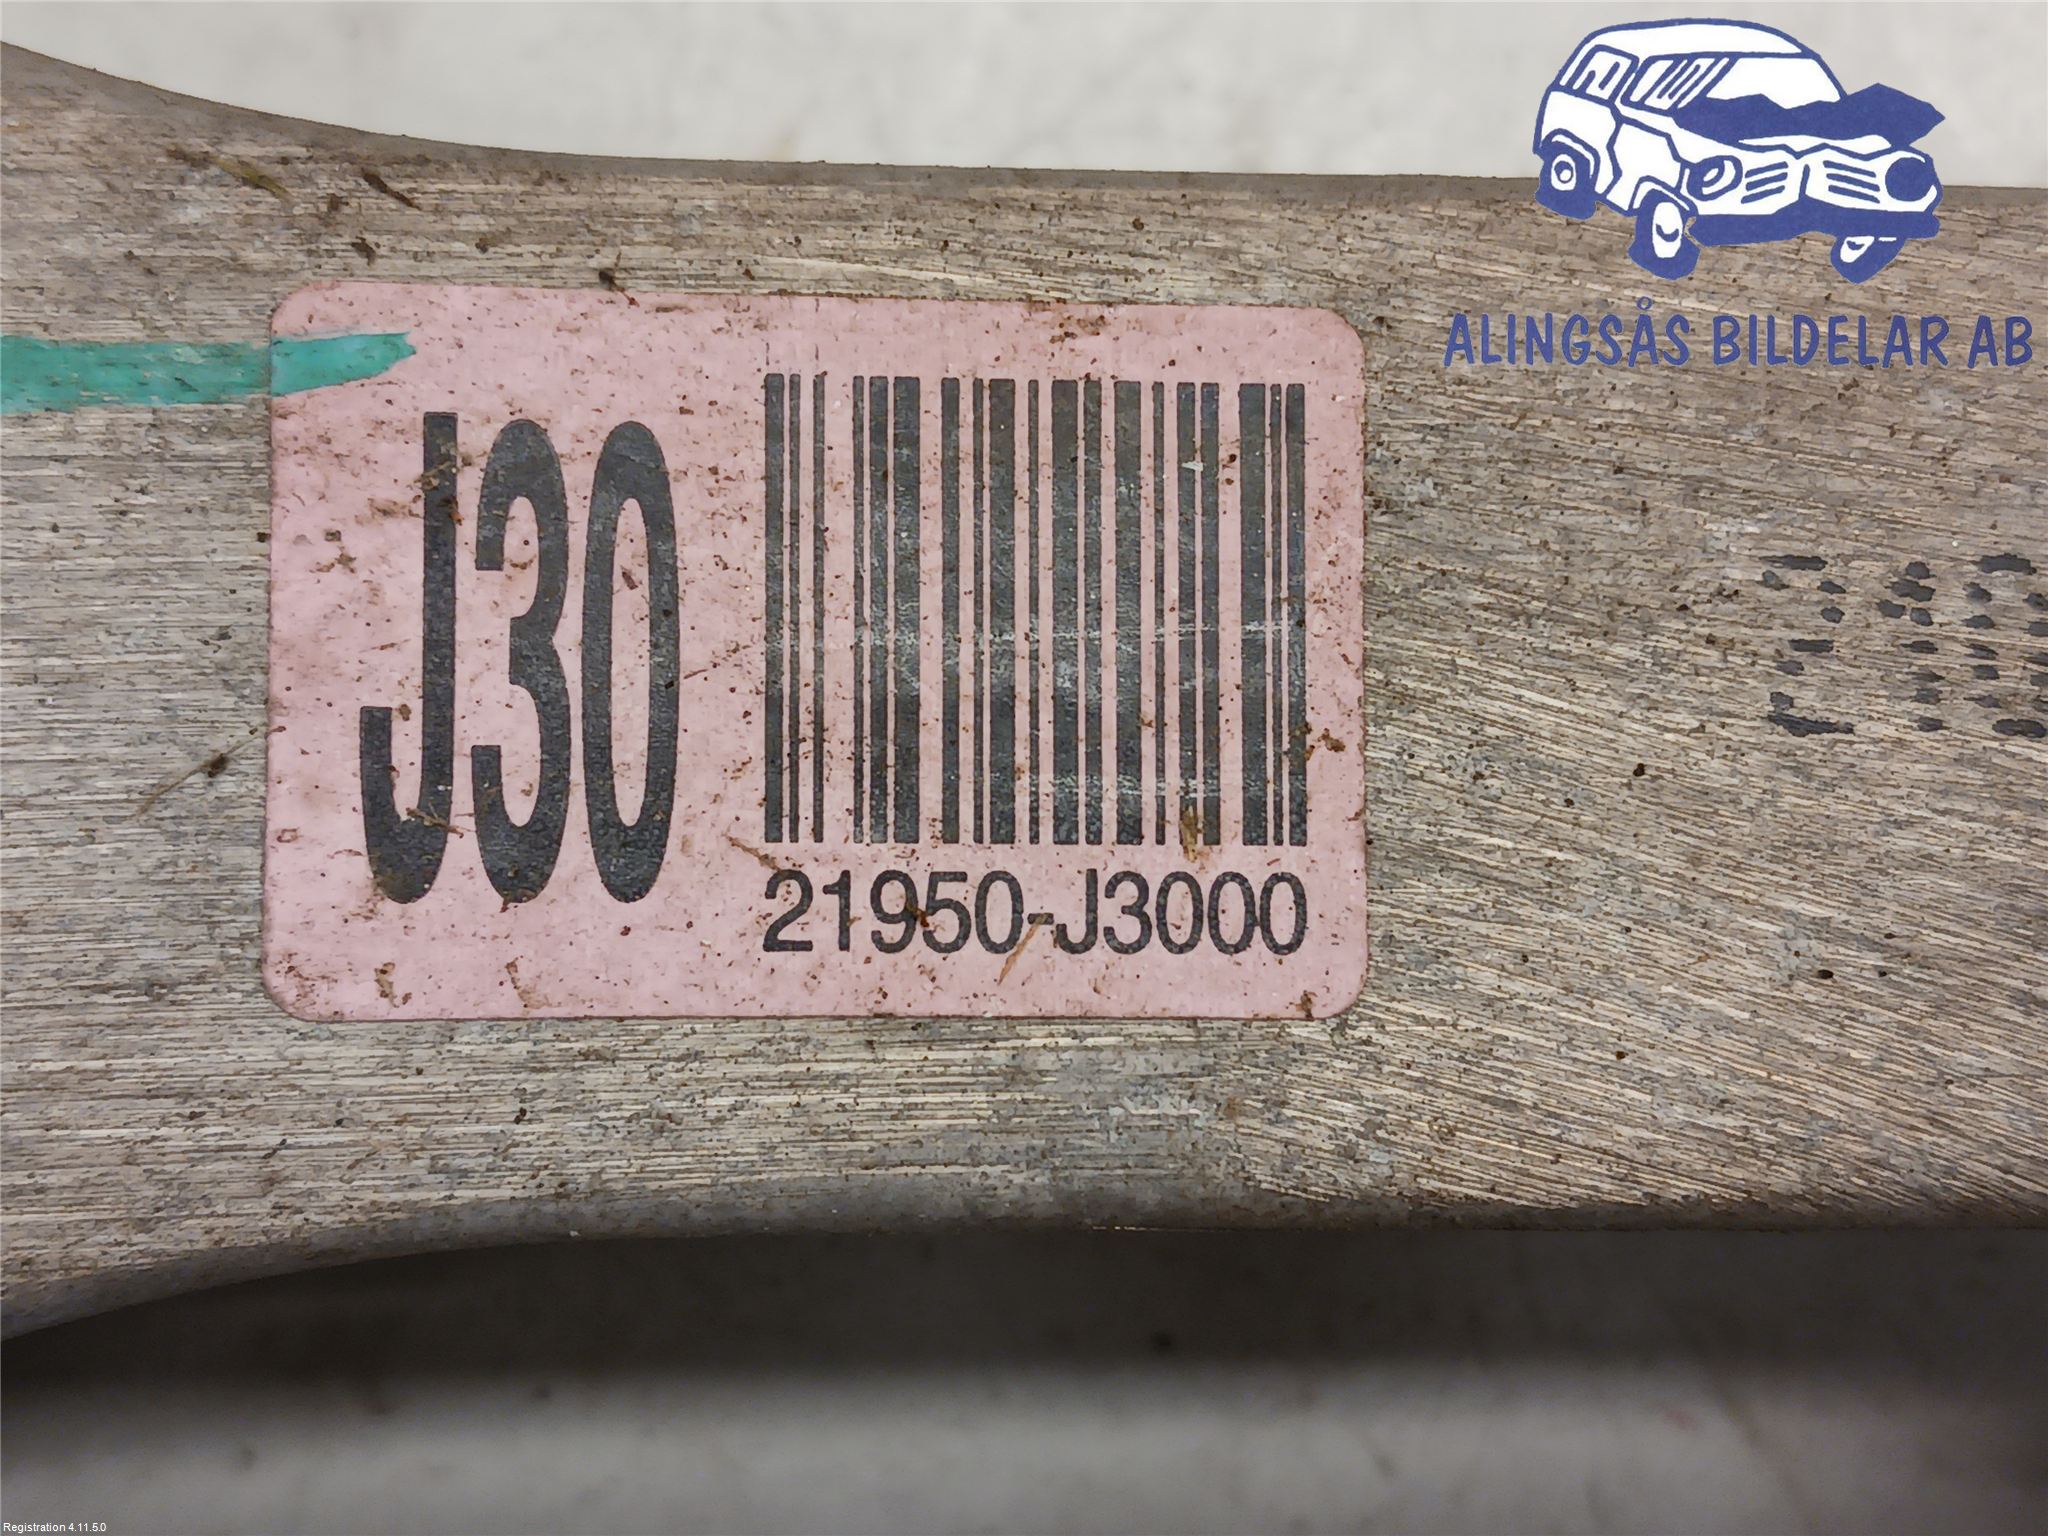 ALINGSÅS BILDELAR AB
J30
21950-J3000
Registration 4.11.5.0